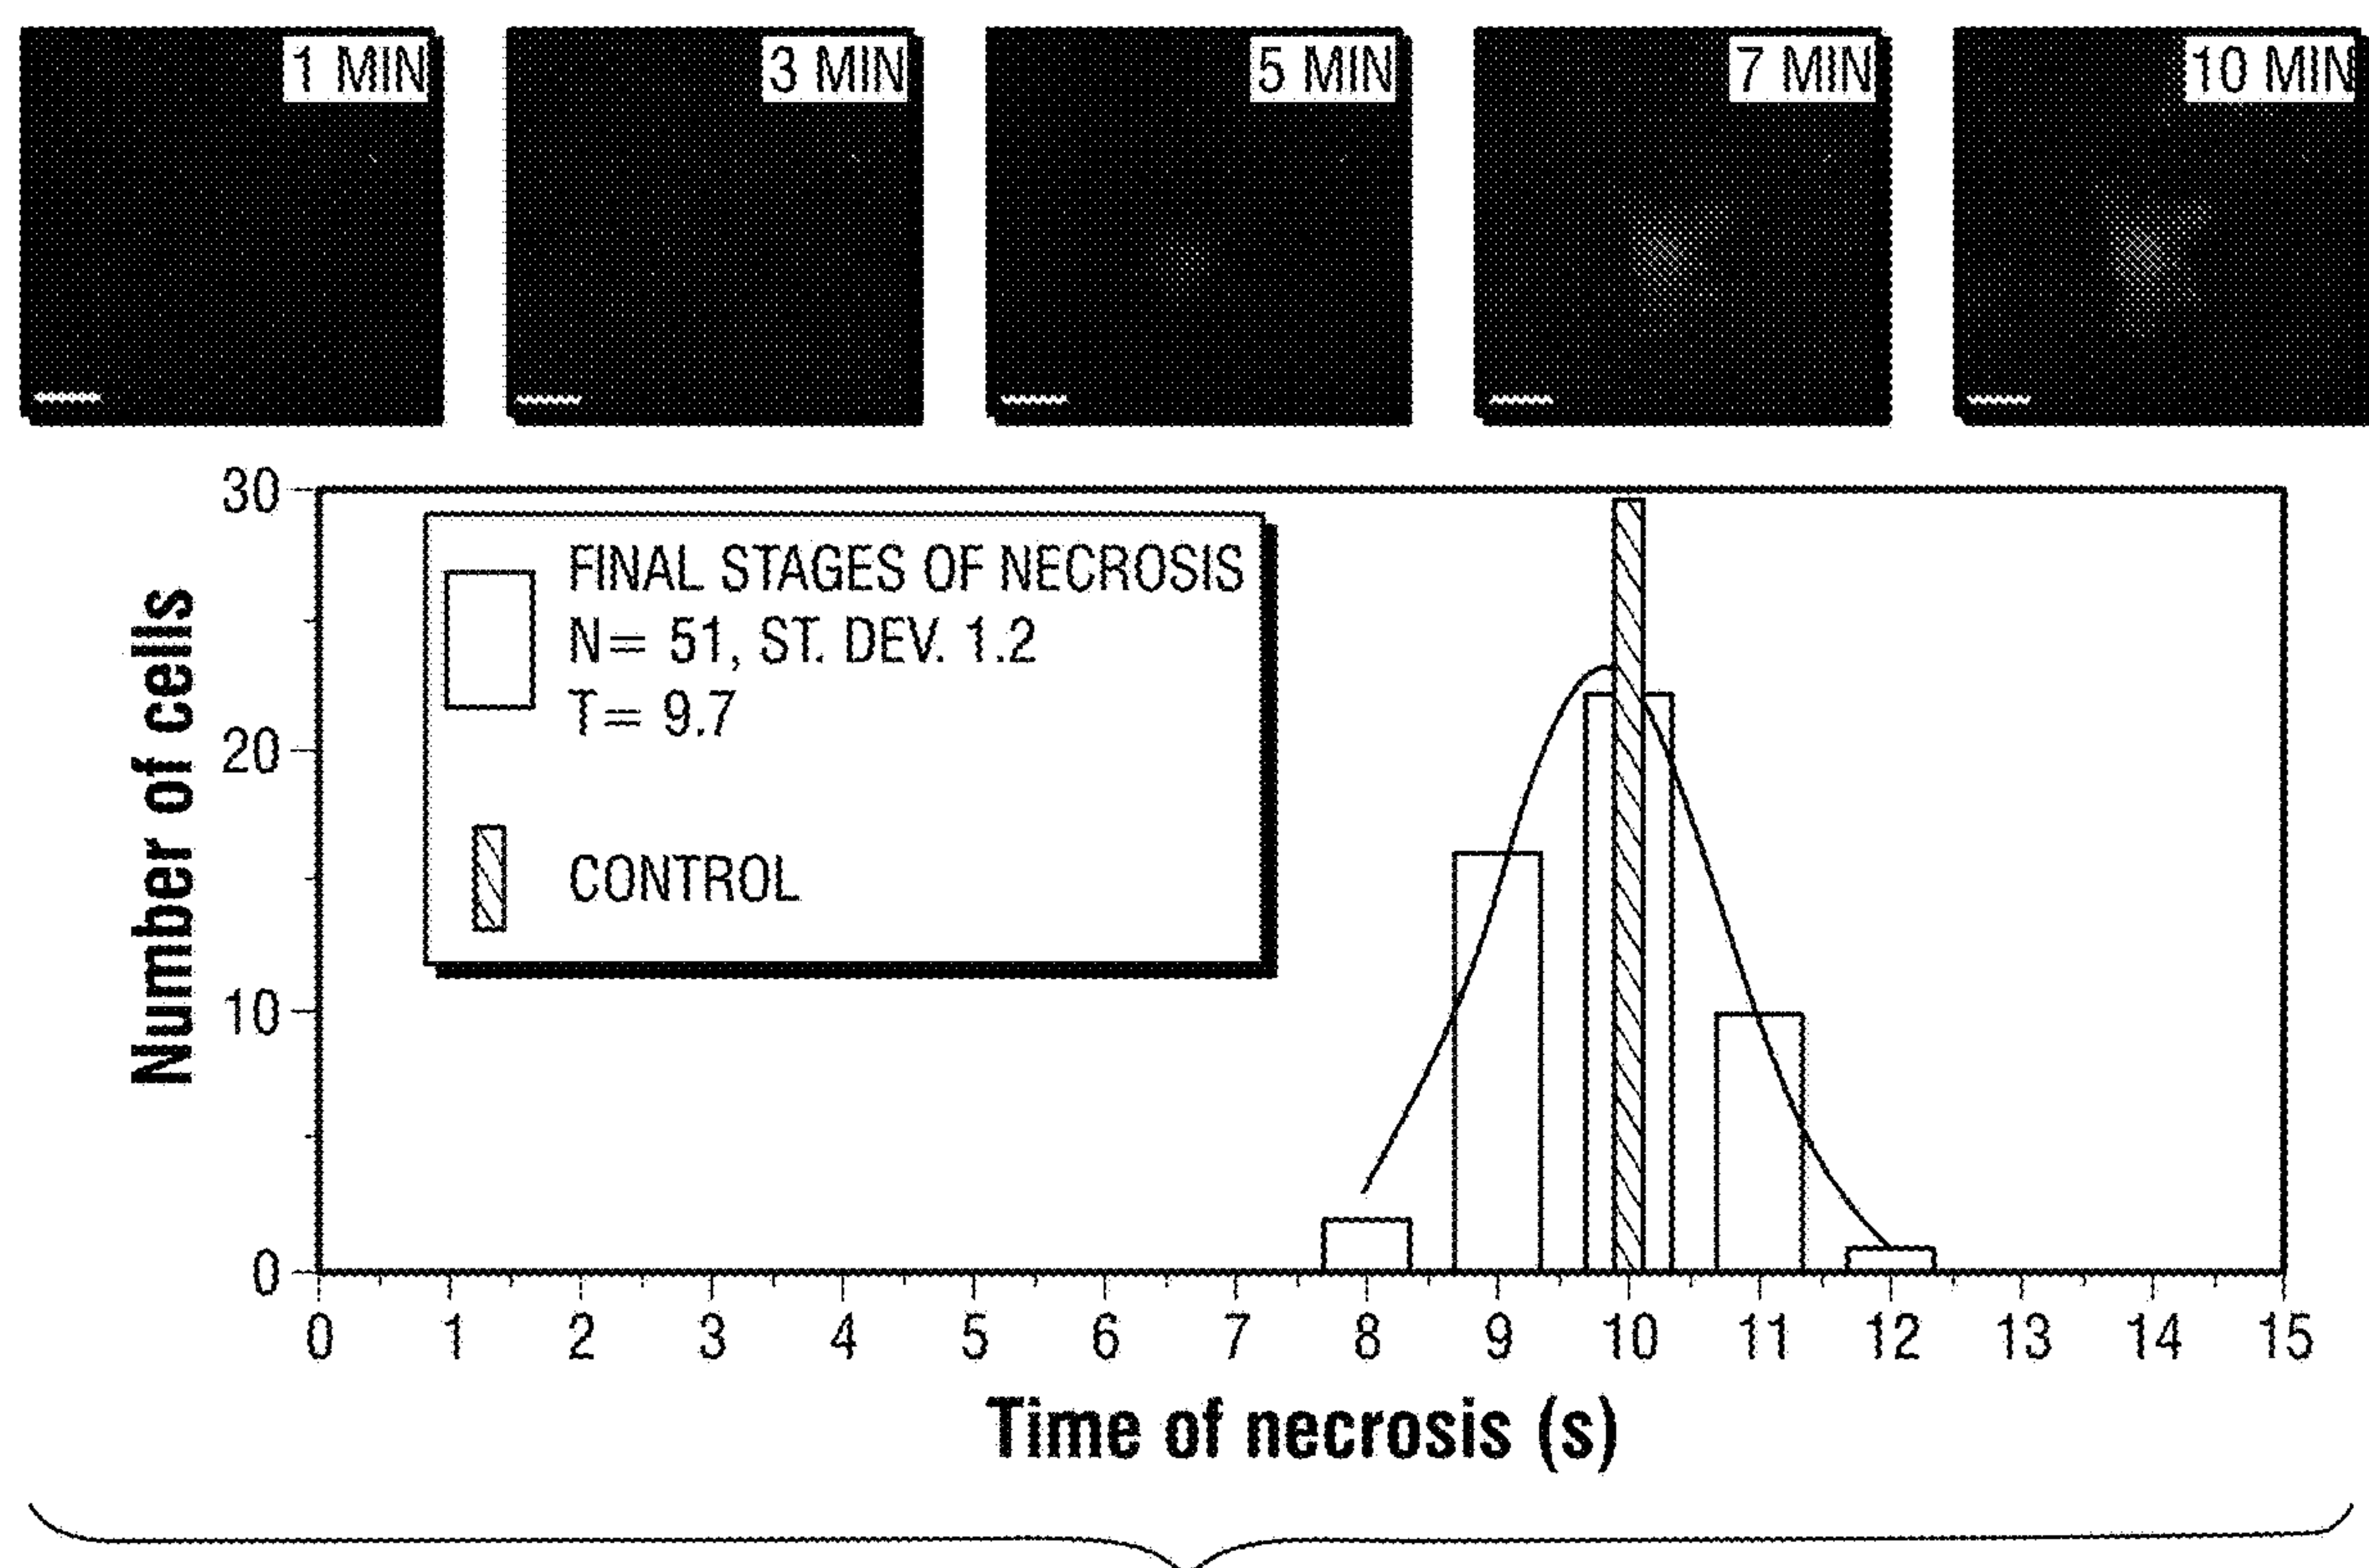 1 MIN
3 MIN
5 MIN
7 MIN
10 MIN
30
20
10
0
Number of cells
FINAL STAGES OF NECROSIS
N= 51, ST. DEV. 1.2
T= 9.7
CONTROL
0 1 2 3 4 5 6 7 8 9 10 11 12 13 14 15
Time of necrosis (s)